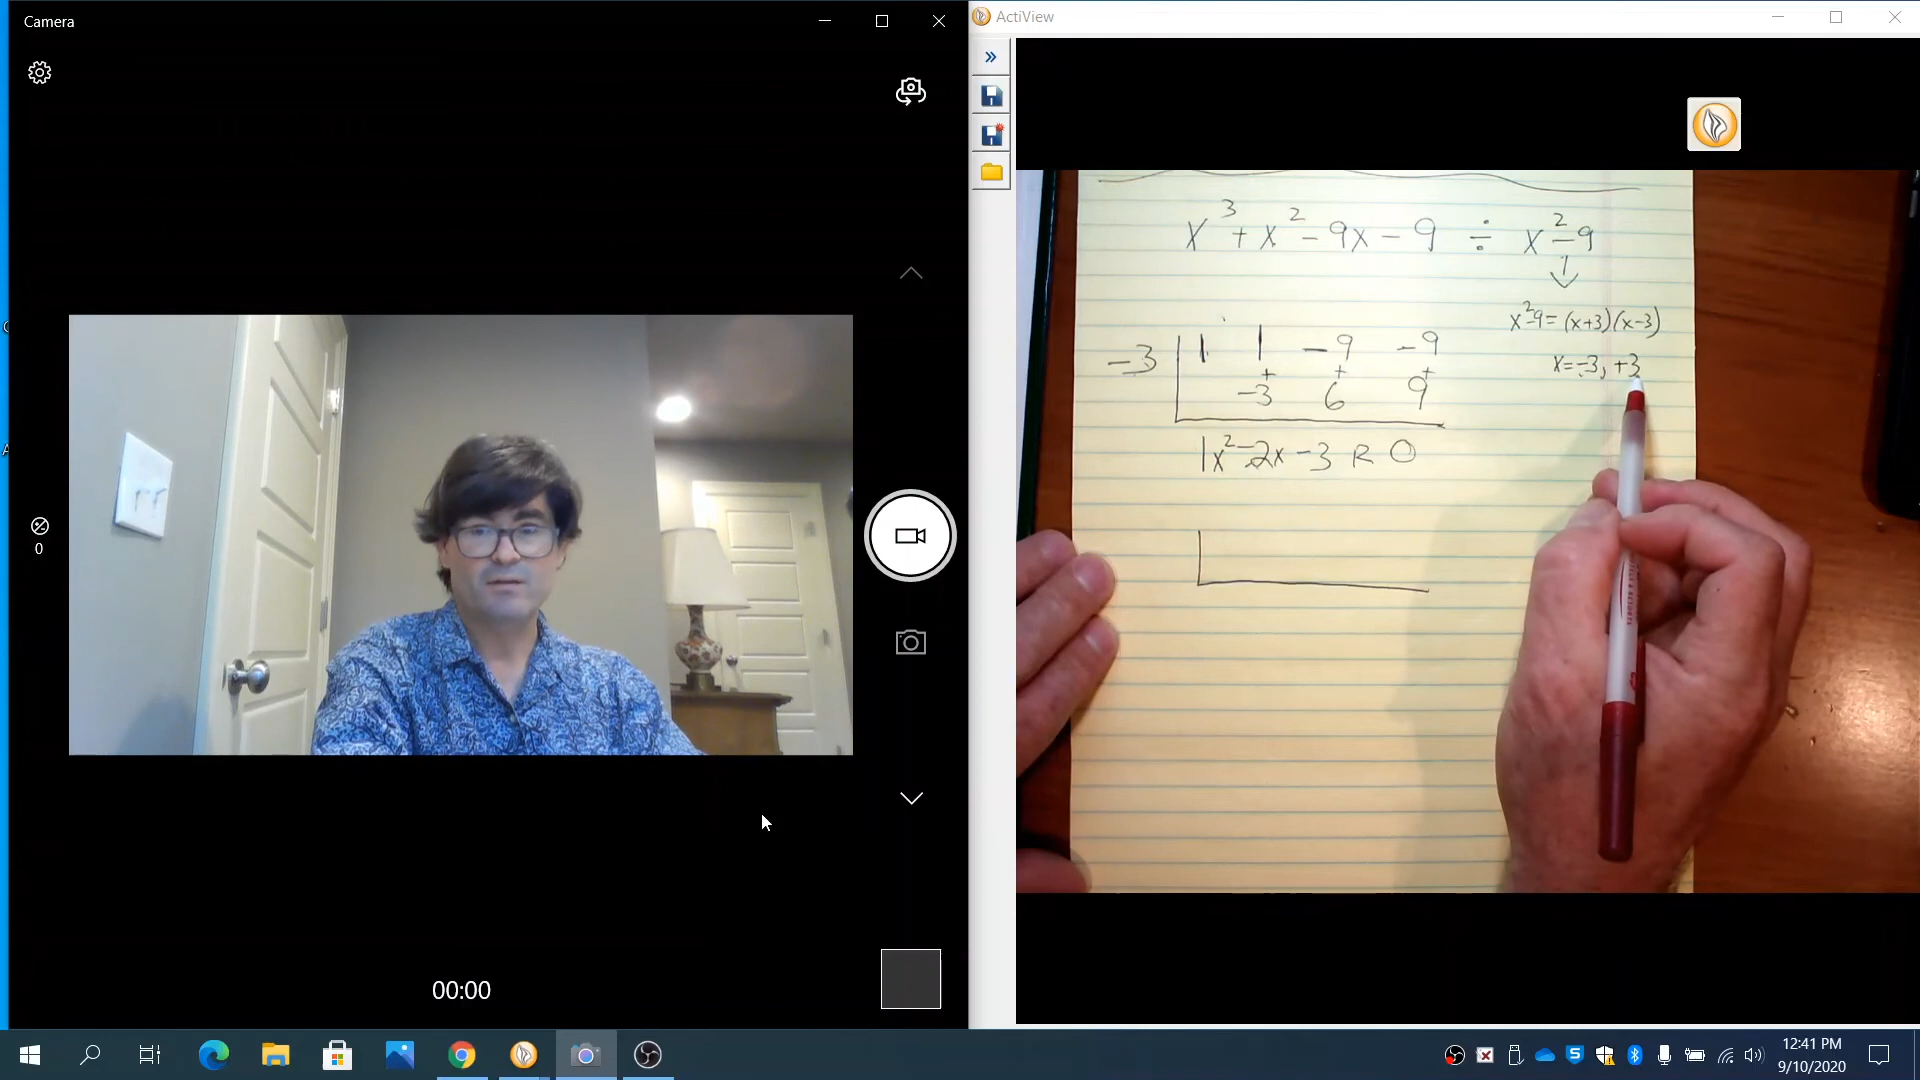 Camera
ActiView
0
00:00
x³ + x² - 9x - 9 ÷ x² - 9
x²-9 = (x+3)(x-3)
x = -3, +3
-3 | 1 1 -9 -9
+ + +
-3 6 9
1x² - 2x - 3 R 0
12:41 PM
9/10/2020